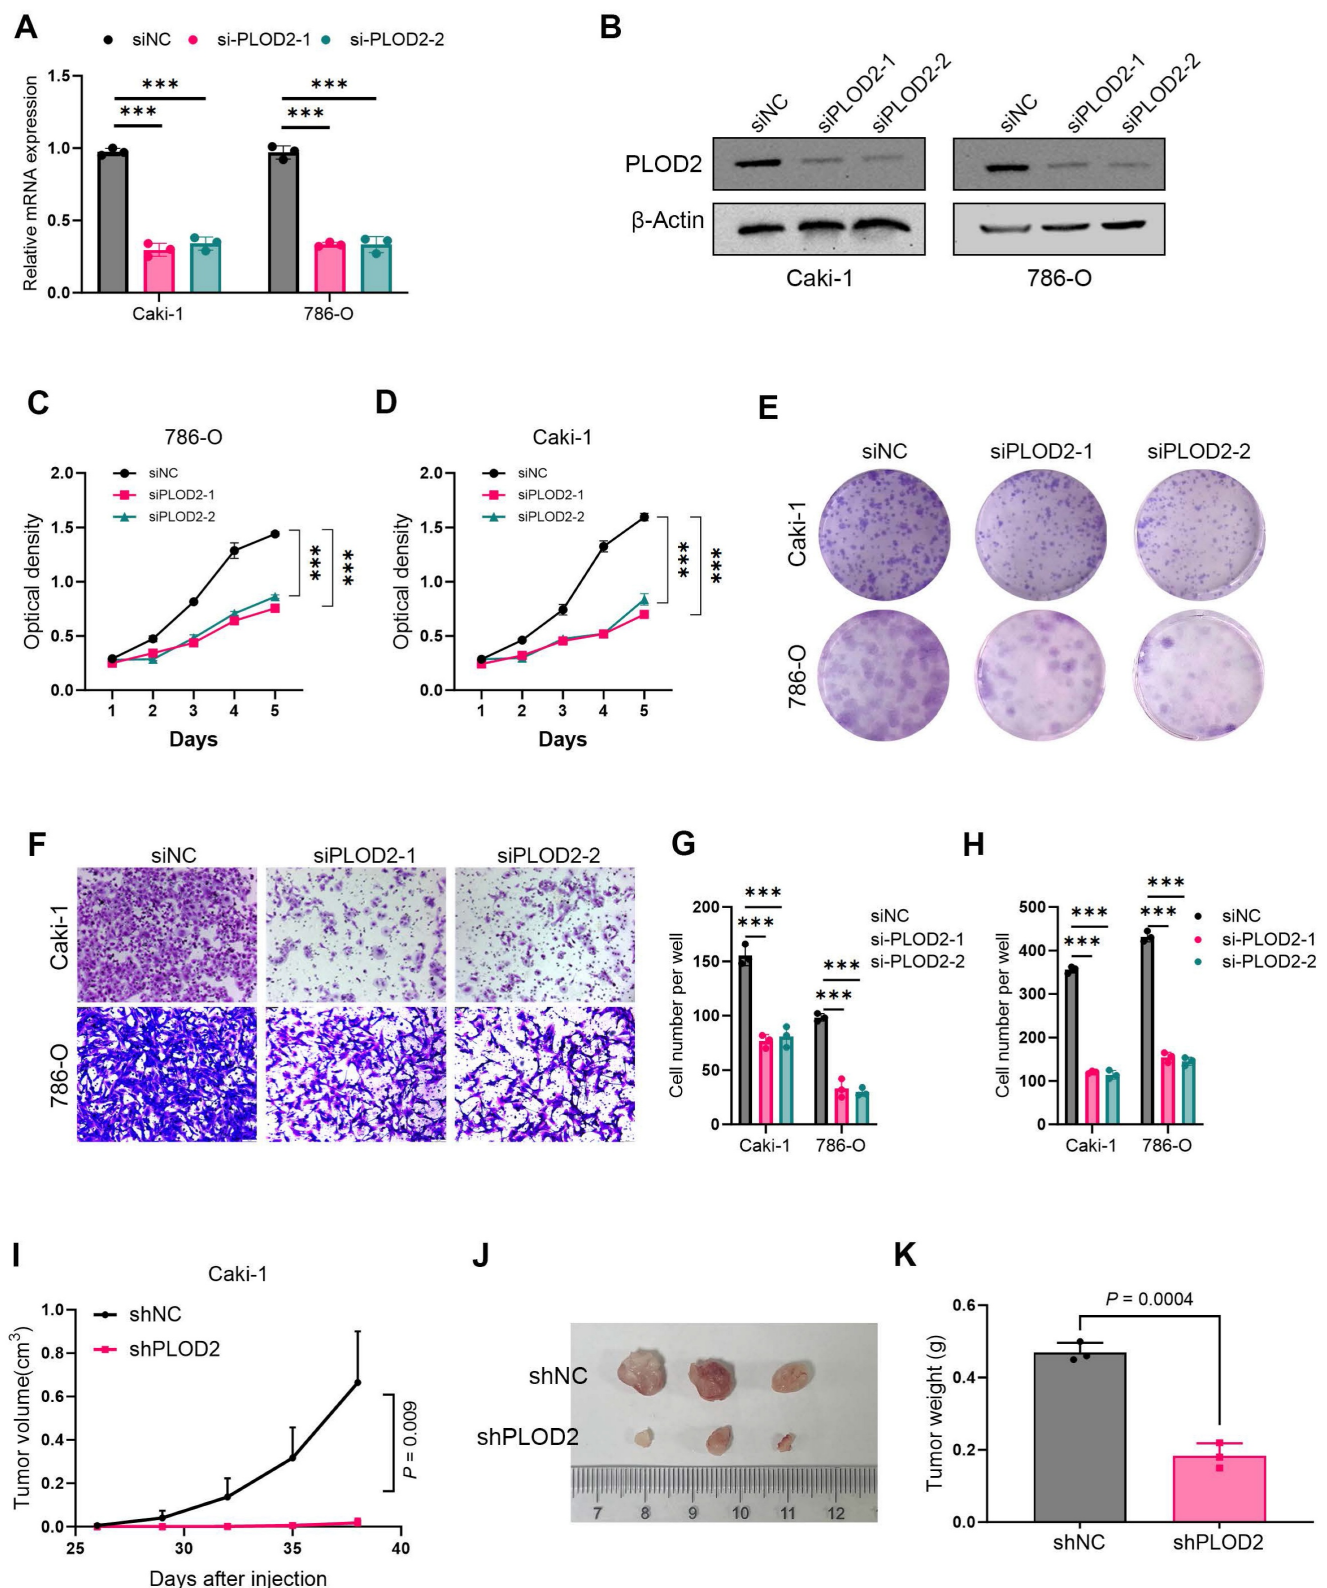 A
siNC si-PLOD2-1 si-PLOD2-2
Relative mRNA expression
1.5
1.0
0.5
0.0
*** ***
*** ***
Caki-1 786-O
B
siNC siPLOD2-1 siPLOD2-2 siNC siPLOD2-1 siPLOD2-2
PLOD2
β-Actin
Caki-1 786-O
C
786-O
siNC
siPLOD2-1
siPLOD2-2
Optical density
2.0
1.5
1.0
0.5
0.0
*** ***
1 2 3 4 5
Days
D
Caki-1
siNC
siPLOD2-1
siPLOD2-2
Optical density
2.0
1.5
1.0
0.5
0.0
*** ***
1 2 3 4 5
Days
E
siNC siPLOD2-1 siPLOD2-2
Caki-1
786-O
F
siNC siPLOD2-1 siPLOD2-2
Caki-1
786-O
G
Cell number per well
200
150
100
50
0
***
***
***
***
siNC
si-PLOD2-1
si-PLOD2-2
Caki-1 786-O
H
Cell number per well
500
400
300
200
100
0
***
***
***
***
siNC
si-PLOD2-1
si-PLOD2-2
Caki-1 786-O
I
Caki-1
shNC
shPLOD2
Tumor volume(cm³)
1.0
0.8
0.6
0.4
0.2
0.0
P = 0.009
25 30 35 40
Days after injection
J
shNC
shPLOD2
7 8 9 10 11 12
K
P = 0.0004
Tumor weight (g)
0.6
0.4
0.2
0.0
shNC shPLOD2